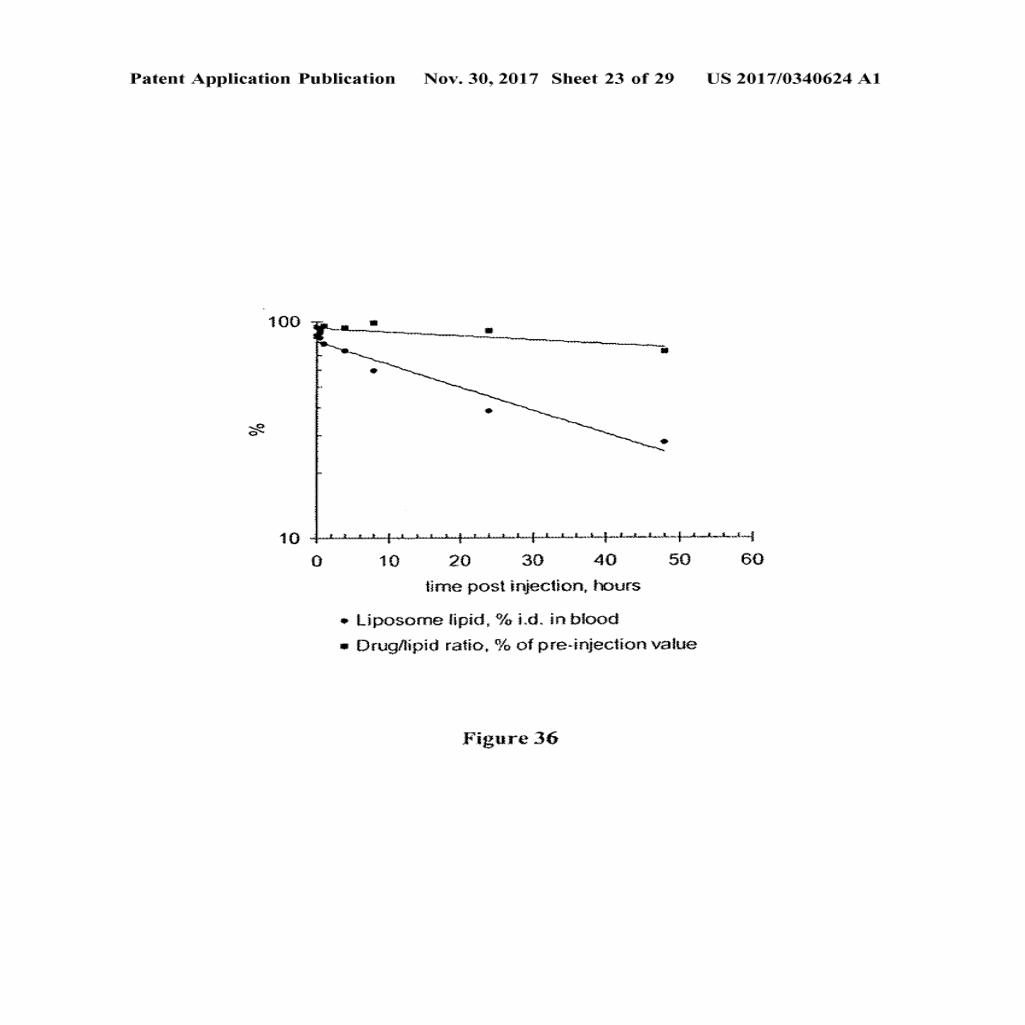 Patent Application Publication Nov. 30, 2017 Sheet 23 of 29 US 2017/0340624 A1
100
%
10
0 10 20 30 40 50 60
time post injection, hours
• Liposome lipid, % i.d. in blood
■ Drug/lipid ratio, % of pre-injection value
Figure 36